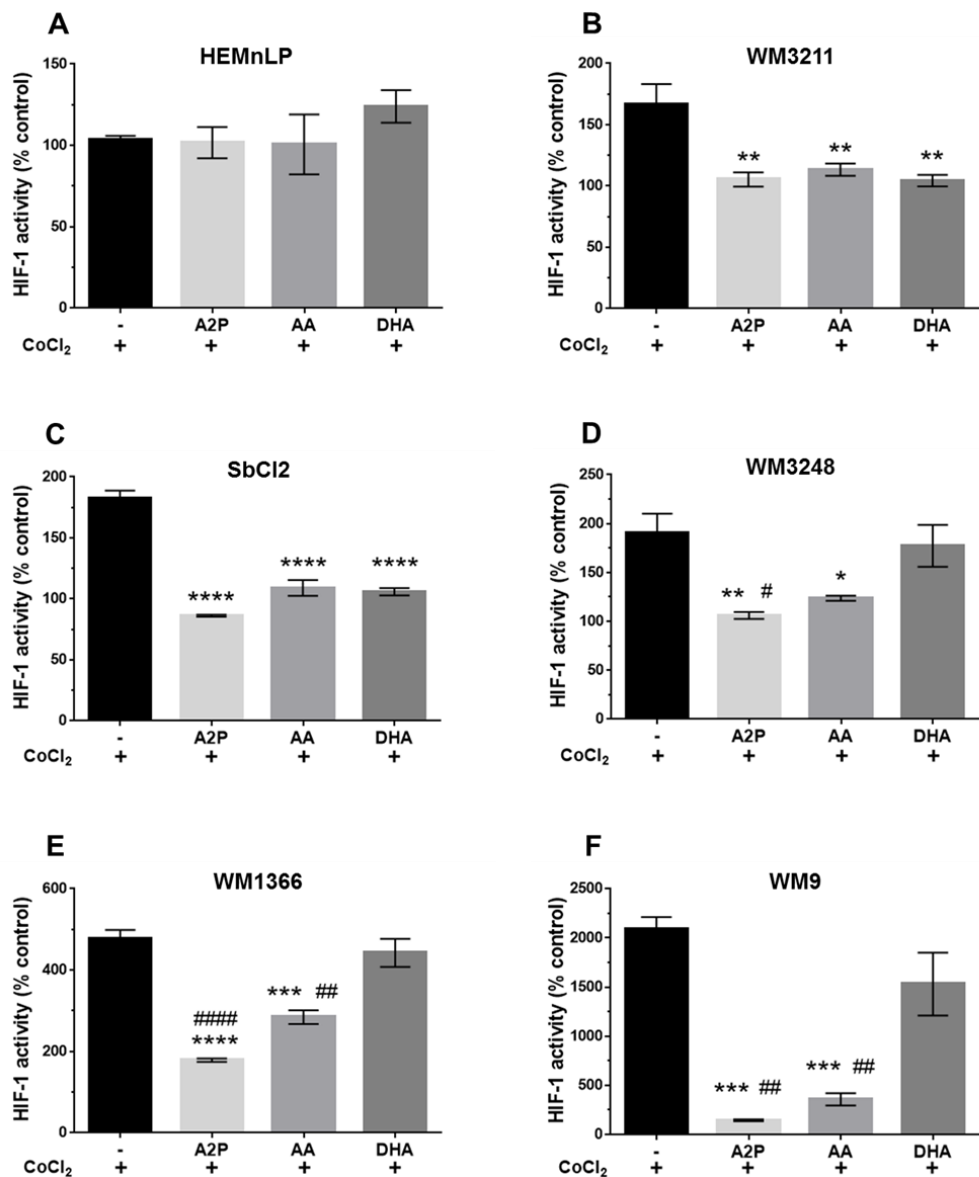 A
HEMnLP
HIF-1 activity (% control)
150
100
50
0
- A2P AA DHA
CoCl2 + + + +
B
WM3211
HIF-1 activity (% control)
200
150
100
50
0
** ** **
- A2P AA DHA
CoCl2 + + + +
C
SbCl2
HIF-1 activity (% control)
200
150
100
50
0
**** **** ****
- A2P AA DHA
CoCl2 + + + +
D
WM3248
HIF-1 activity (% control)
250
200
150
100
50
0
** # *
- A2P AA DHA
CoCl2 + + + +
E
WM1366
HIF-1 activity (% control)
600
400
200
0
*** ##
####
****
- A2P AA DHA
CoCl2 + + + +
F
WM9
HIF-1 activity (% control)
2500
2000
1500
1000
500
0
*** ## *** ##
- A2P AA DHA
CoCl2 + + + +